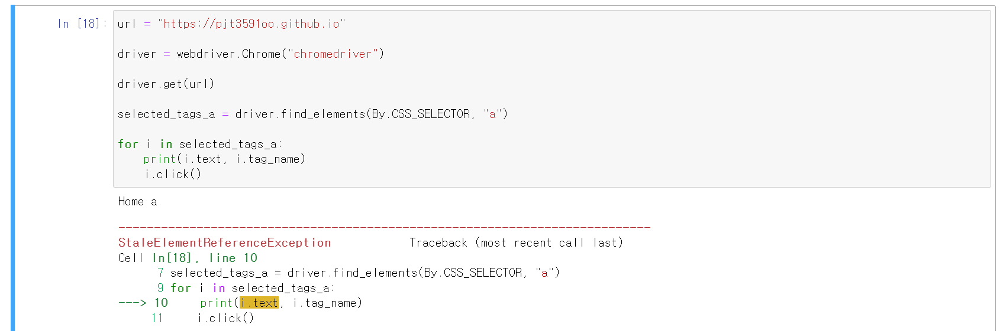 In [18]: url = "https://pjt3591oo.github.io"
driver = webdriver.Chrome("chromedriver")
driver.get(url)
selected_tags_a = driver.find_elements(By.CSS_SELECTOR, "a")
for i in selected_tags_a:
    print(i.text, i.tag_name)
    i.click()
Home a
---------------------------------------------------------------------------
StaleElementReferenceException            Traceback (most recent call last)
Cell In[18], line 10
      7 selected_tags_a = driver.find_elements(By.CSS_SELECTOR, "a")
      9 for i in selected_tags_a:
---> 10     print(i.text, i.tag_name)
     11     i.click()